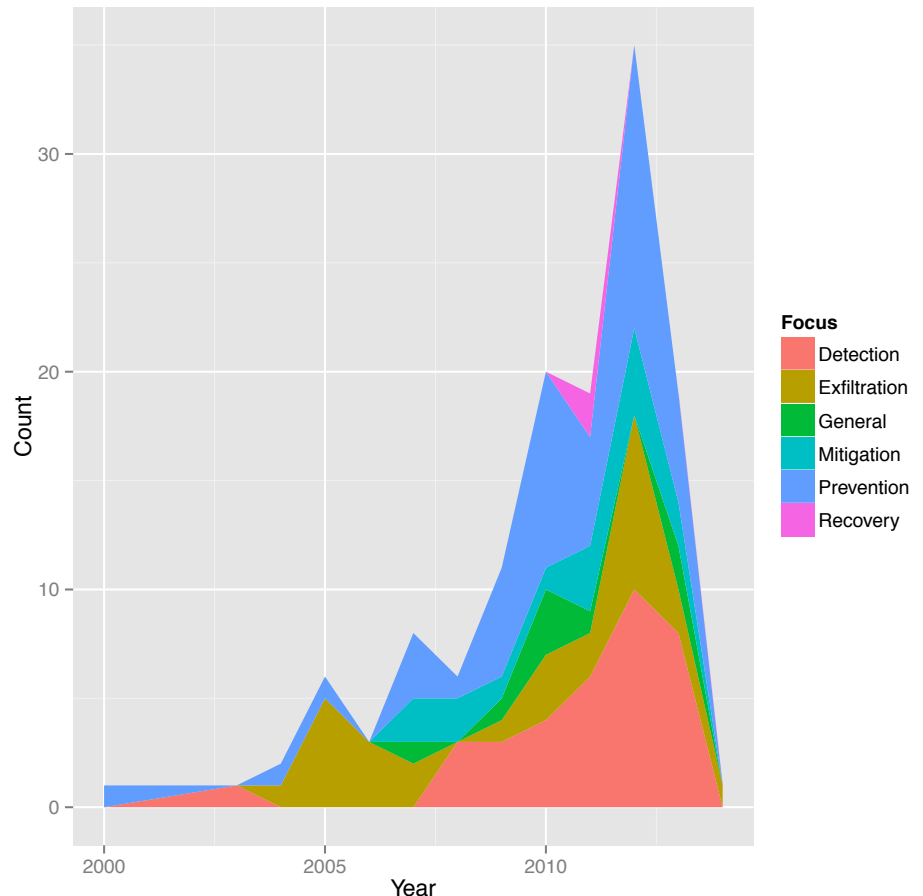 30
20
10
0
Count
2000 2005 2010
Year
Focus
Detection
Exfiltration
General
Mitigation
Prevention
Recovery